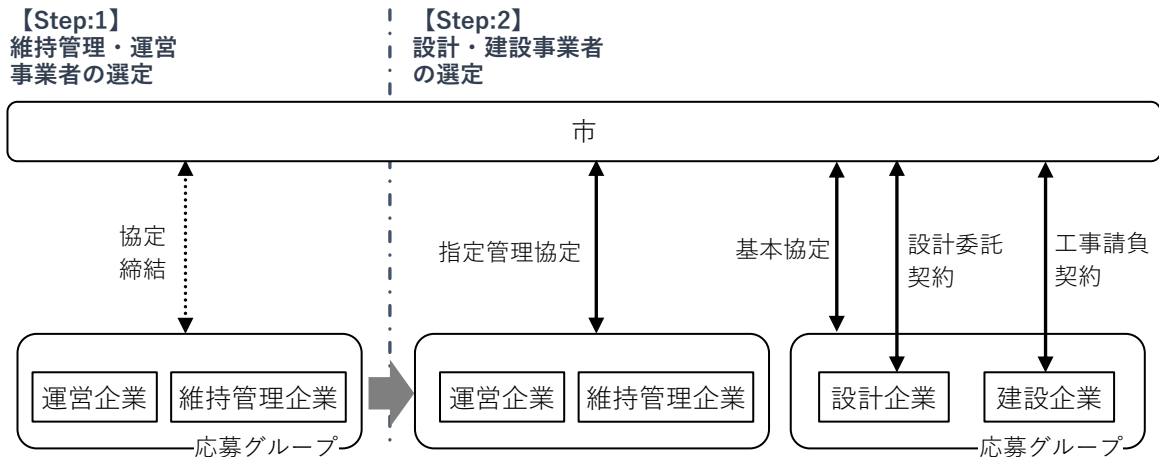 【Step:1】
維持管理・運営
事業者の選定
【Step:2】
設計・建設事業者
の選定
市
協定
締結
指定管理協定
基本協定
設計委託
契約
工事請負
契約
運営企業
維持管理企業
応募グループ
運営企業
維持管理企業
設計企業
建設企業
応募グループ